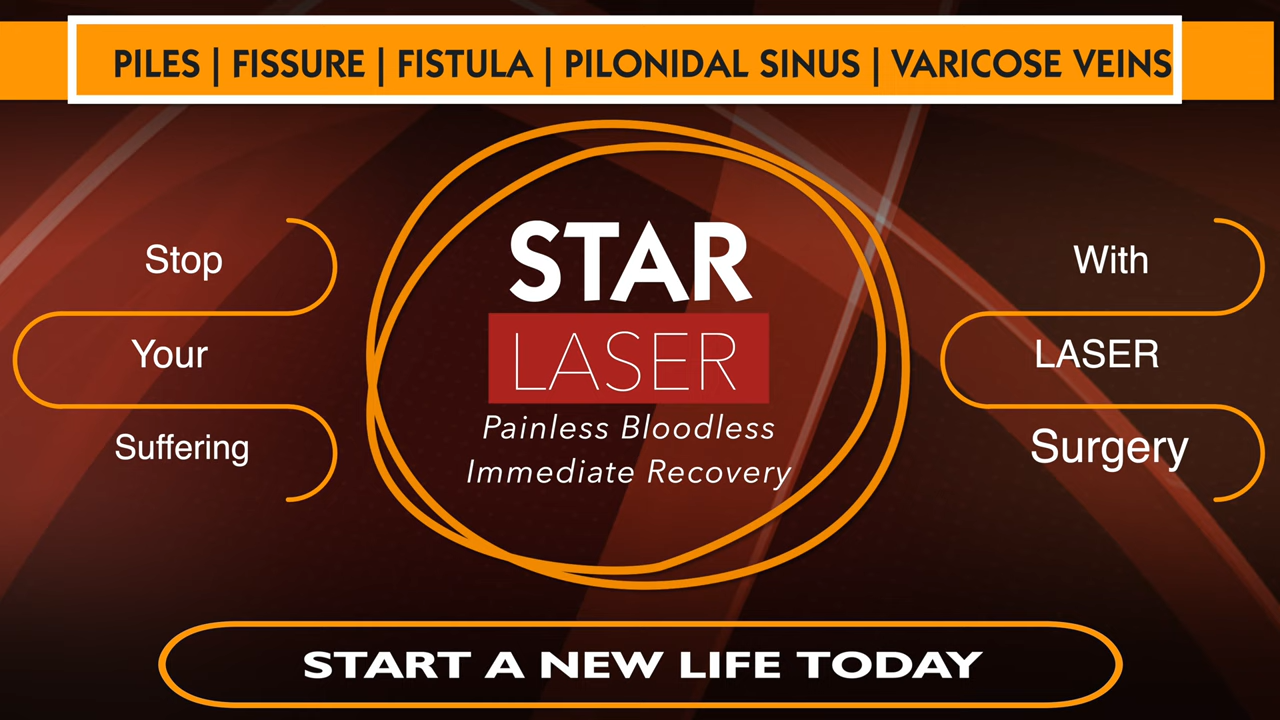 PILES | FISSURE | FISTULA | PILONIDAL SINUS | VARICOSE VEINS
Stop
Your
Suffering
STAR
LASER
Painless Bloodless
Immediate Recovery
With
LASER
Surgery
START A NEW LIFE TODAY